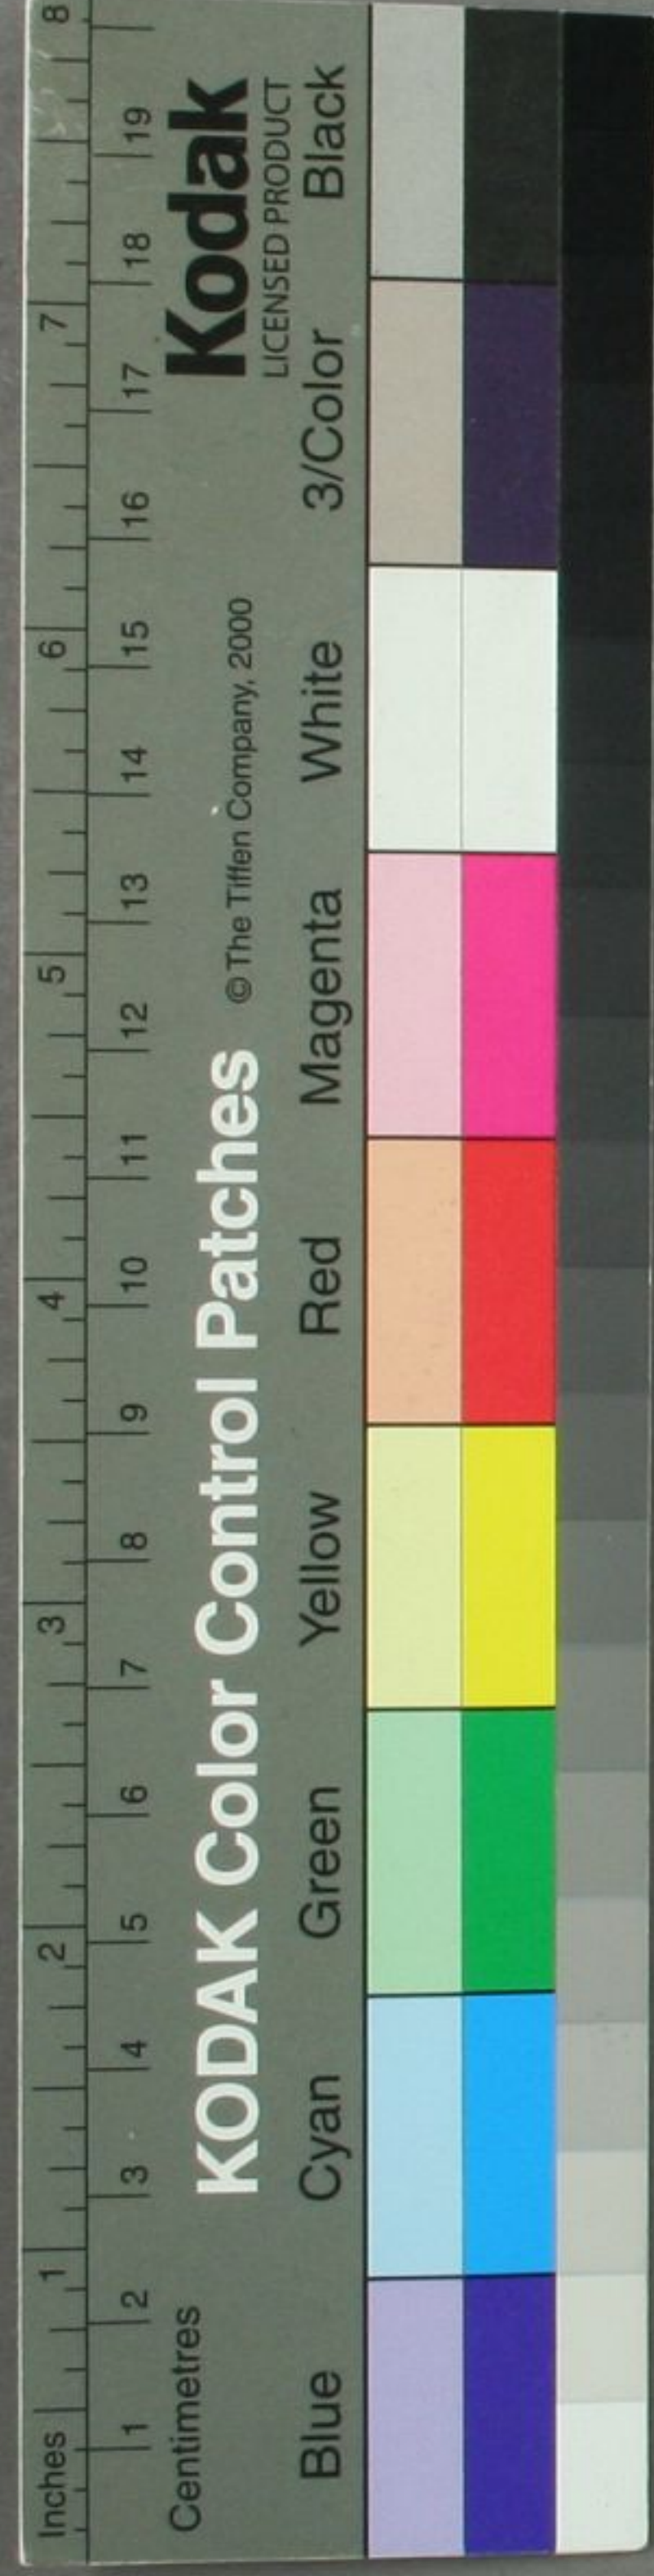 Inches 1 2 3 4 5 6 7 8
1 2 3 4 5 6 7 8 9 10 11 12 13 14 15 16 17 18 19
Centimetres
KODAK Color Control Patches © The Tiffen Company, 2000 Kodak
LICENSED PRODUCT
Blue Cyan Green Yellow Red Magenta White 3/Color Black